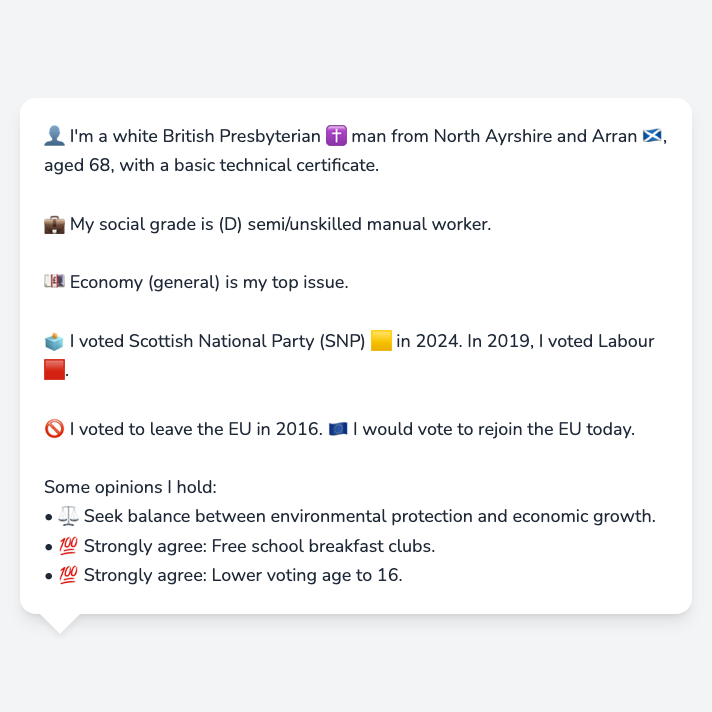 👤 I'm a white British Presbyterian ✝️ man from North Ayrshire and Arran 🏴󠁧󠁢󠁳󠁣󠁴󠁿,
aged 68, with a basic technical certificate.
💼 My social grade is (D) semi/unskilled manual worker.
💷 Economy (general) is my top issue.
🗳️ I voted Scottish National Party (SNP) 🟨 in 2024. In 2019, I voted Labour
🟥.
🚫 I voted to leave the EU in 2016. 🇪🇺 I would vote to rejoin the EU today.
Some opinions I hold:
• ⚖️ Seek balance between environmental protection and economic growth.
• 💯 Strongly agree: Free school breakfast clubs.
• 💯 Strongly agree: Lower voting age to 16.